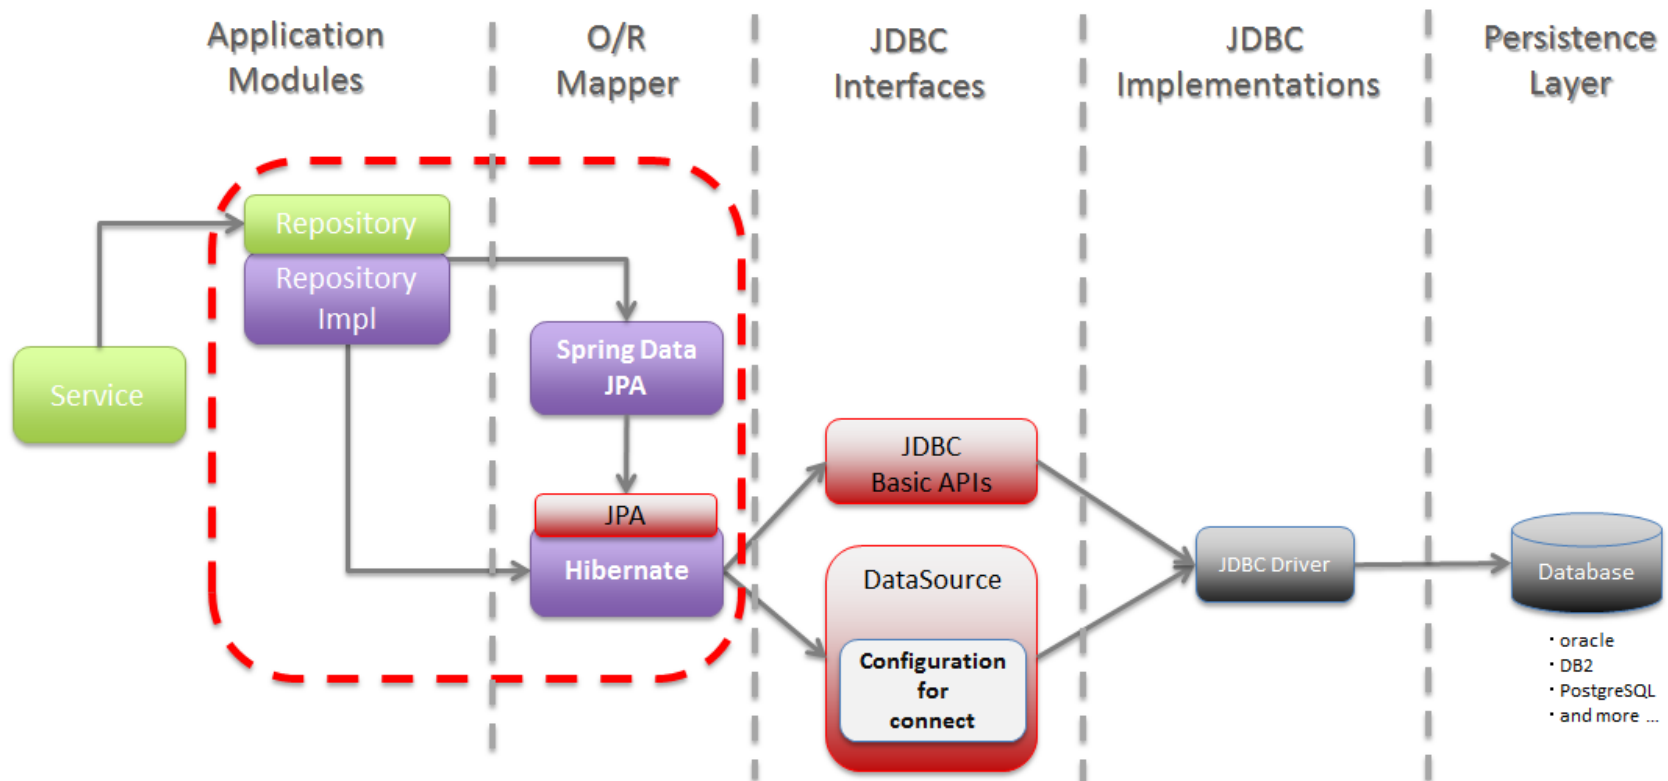 Application
Modules
O/R
Mapper
JDBC
Interfaces
JDBC
Implementations
Persistence
Layer
Repository
Repository
Impl
Service
Spring Data
JPA
JPA
Hibernate
JDBC
Basic APIs
DataSource
Configuration
for
connect
JDBC Driver
Database
・oracle
・DB2
・PostgreSQL
・and more ...